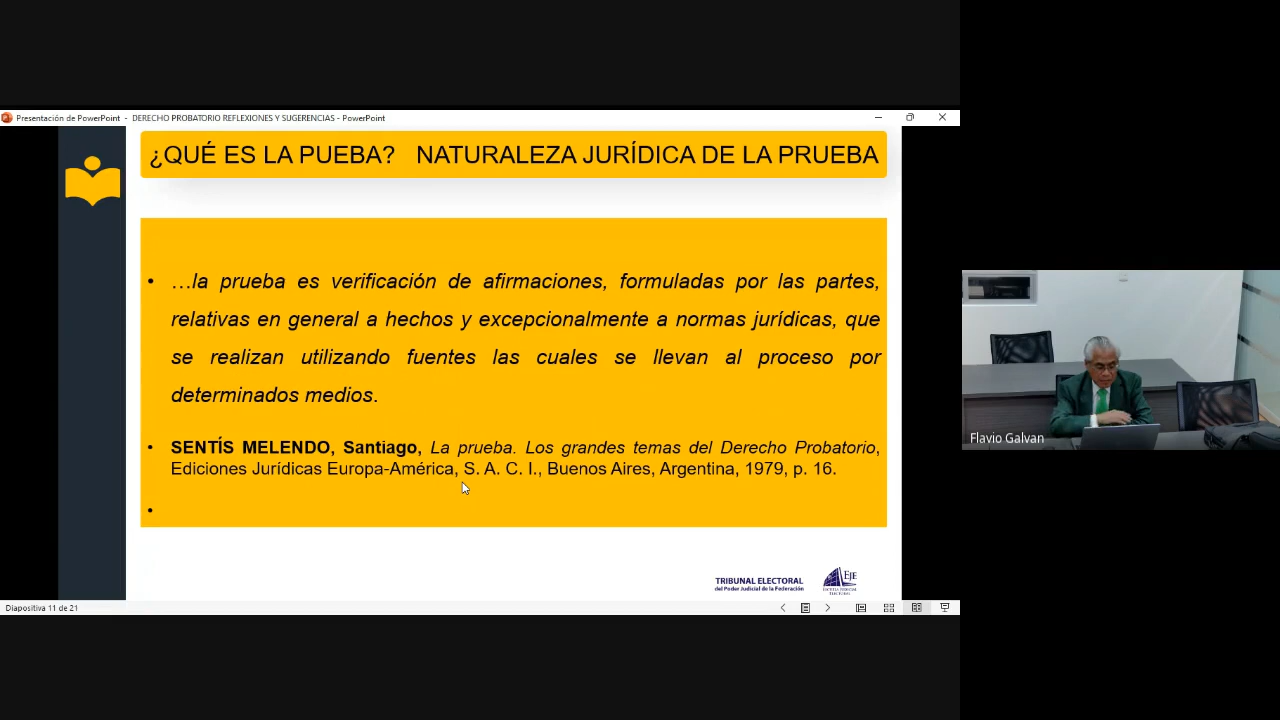 Presentación de PowerPoint - DERECHO PROBATORIO REFLEXIONES Y SUGERENCIAS - PowerPoint
¿QUÉ ES LA PUEBA? NATURALEZA JURÍDICA DE LA PRUEBA
• …la prueba es verificación de afirmaciones, formuladas por las partes,
relativas en general a hechos y excepcionalmente a normas jurídicas, que
se realizan utilizando fuentes las cuales se llevan al proceso por
determinados medios.
• SENTÍS MELENDO, Santiago, La prueba. Los grandes temas del Derecho Probatorio,
Ediciones Jurídicas Europa-América, S. A. C. I., Buenos Aires, Argentina, 1979, p. 16.
•
Flavio Galvan
TRIBUNAL ELECTORAL
del Poder Judicial de la Federación
EJE
ESCUELA JUDICIAL
ELECTORAL
Diapositiva 11 de 21